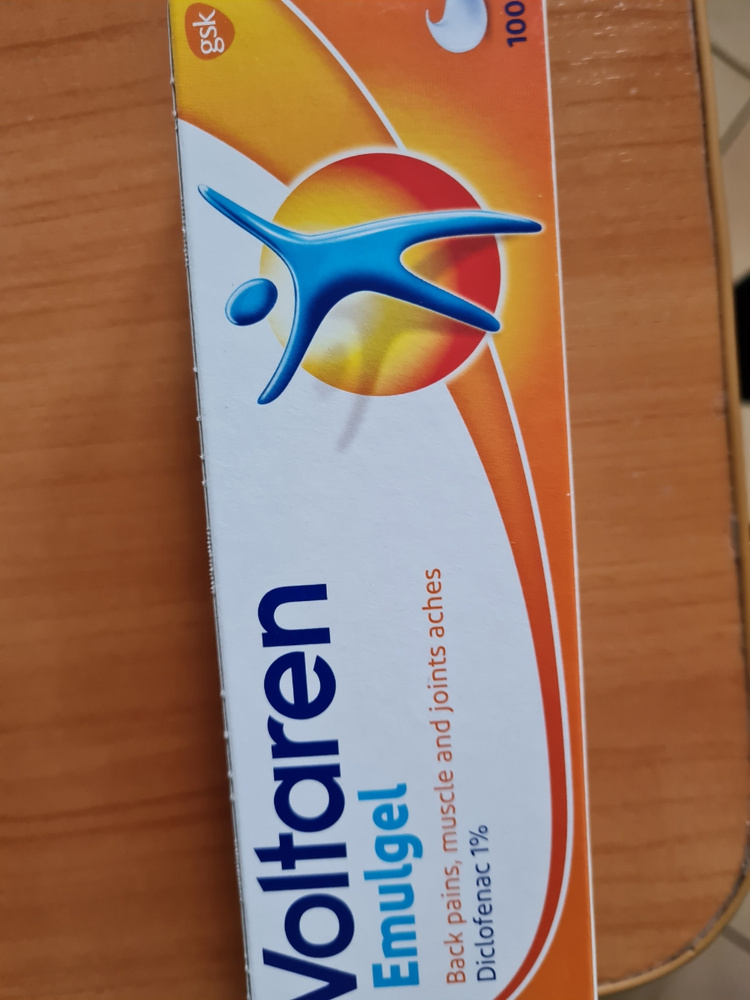 gsk
100
Voltaren
Emulgel
Back pains, muscle and joints aches
Diclofenac 1%